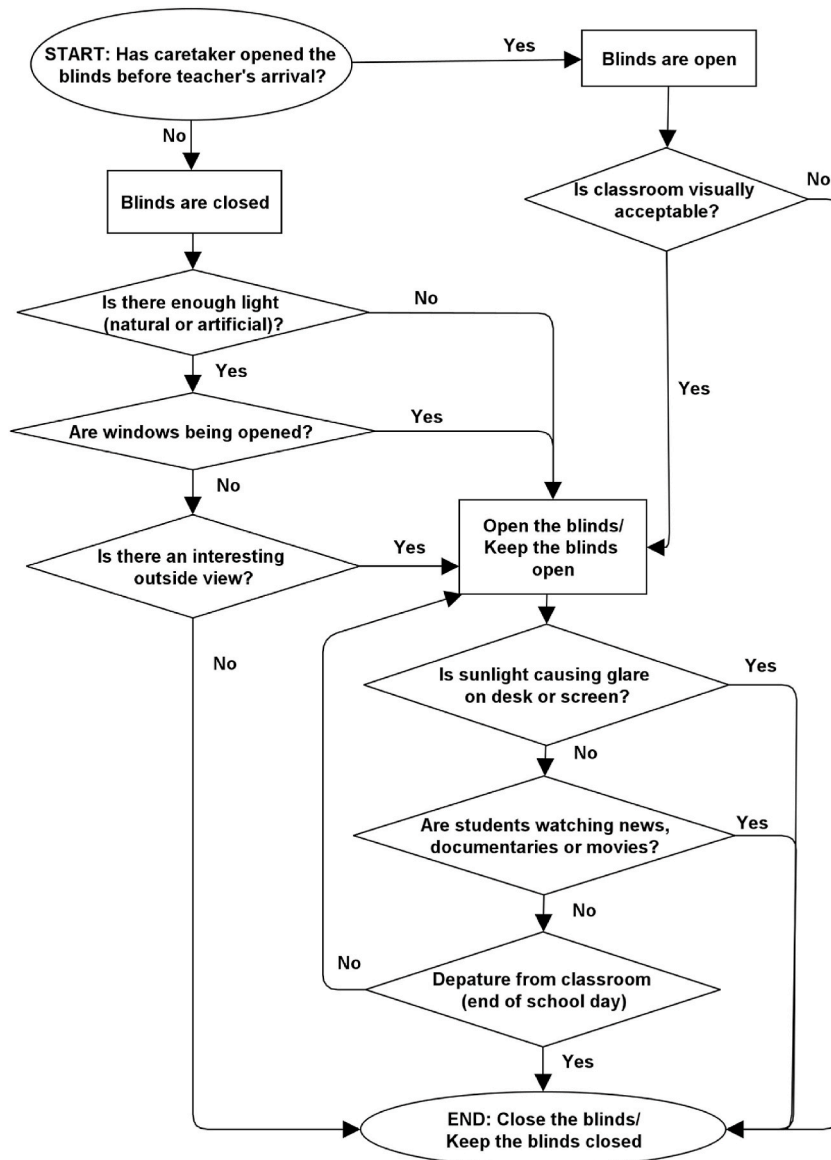 START: Has caretaker opened the
blinds before teacher's arrival?
Yes
Blinds are open
No
Blinds are closed
Is classroom visually
acceptable?
No
Yes
Is there enough light
(natural or artificial)?
No
Yes
Are windows being opened?
Yes
No
Is there an interesting
outside view?
Yes
No
Open the blinds/
Keep the blinds
open
Is sunlight causing glare
on desk or screen?
Yes
No
Are students watching news,
documentaries or movies?
Yes
No
Depature from classroom
(end of school day)
No
Yes
END: Close the blinds/
Keep the blinds closed